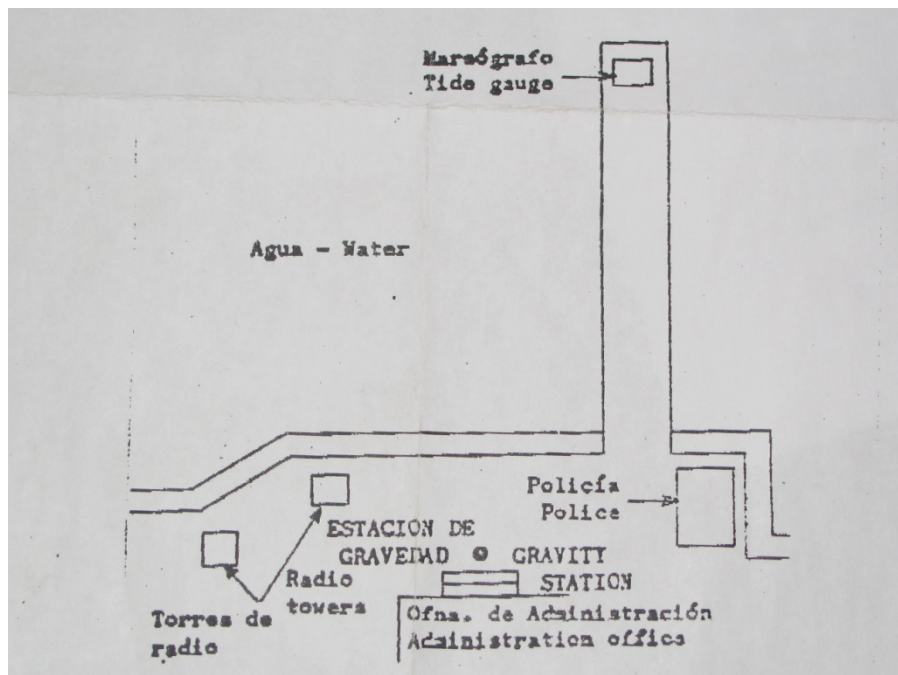 Mareógrafo
Tide gauge
Agua - Water
Policía
Police
ESTACION DE
GRAVEDAD GRAVITY
STATION
Radio
towers
Torres de
radio
Ofna. de Administración
Administration office